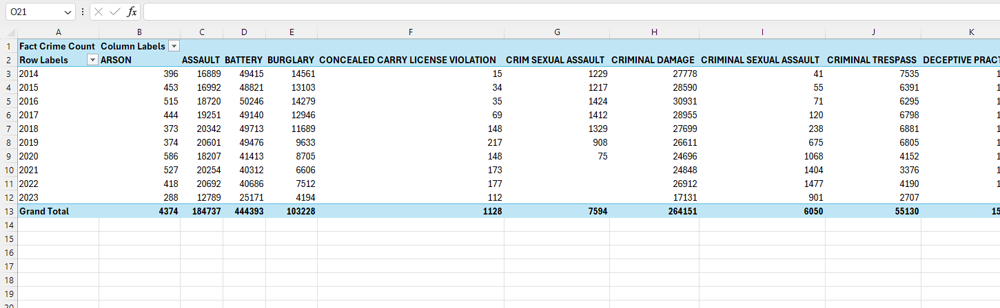 O21 fx
A B C D E F G H I J K
1 Fact Crime Count Column Labels
2 Row Labels ARSON ASSAULT BATTERY BURGLARY CONCEALED CARRY LICENSE VIOLATION CRIM SEXUAL ASSAULT CRIMINAL DAMAGE CRIMINAL SEXUAL ASSAULT CRIMINAL TRESPASS DECEPTIVE PRACT
3 2014 396 16889 49415 14561 15 1229 27778 41 7535 1
4 2015 453 16992 48821 13103 34 1217 28590 55 6391 1
5 2016 515 18720 50246 14279 35 1424 30931 71 6295 1
6 2017 444 19251 49140 12946 69 1412 28955 120 6798 1
7 2018 373 20342 49713 11689 148 1329 27699 238 6881 1
8 2019 374 20601 49476 9633 217 908 26611 675 6805 1
9 2020 586 18207 41413 8705 148 75 24696 1068 4152 1
10 2021 527 20254 40312 6606 173 24848 1404 3376 1
11 2022 418 20692 40686 7512 177 26912 1477 4190 1
12 2023 288 12789 25171 4194 112 17131 901 2707
13 Grand Total 4374 184737 444393 103228 1128 7594 264151 6050 55130 15
14
15
16
17
18
19
20